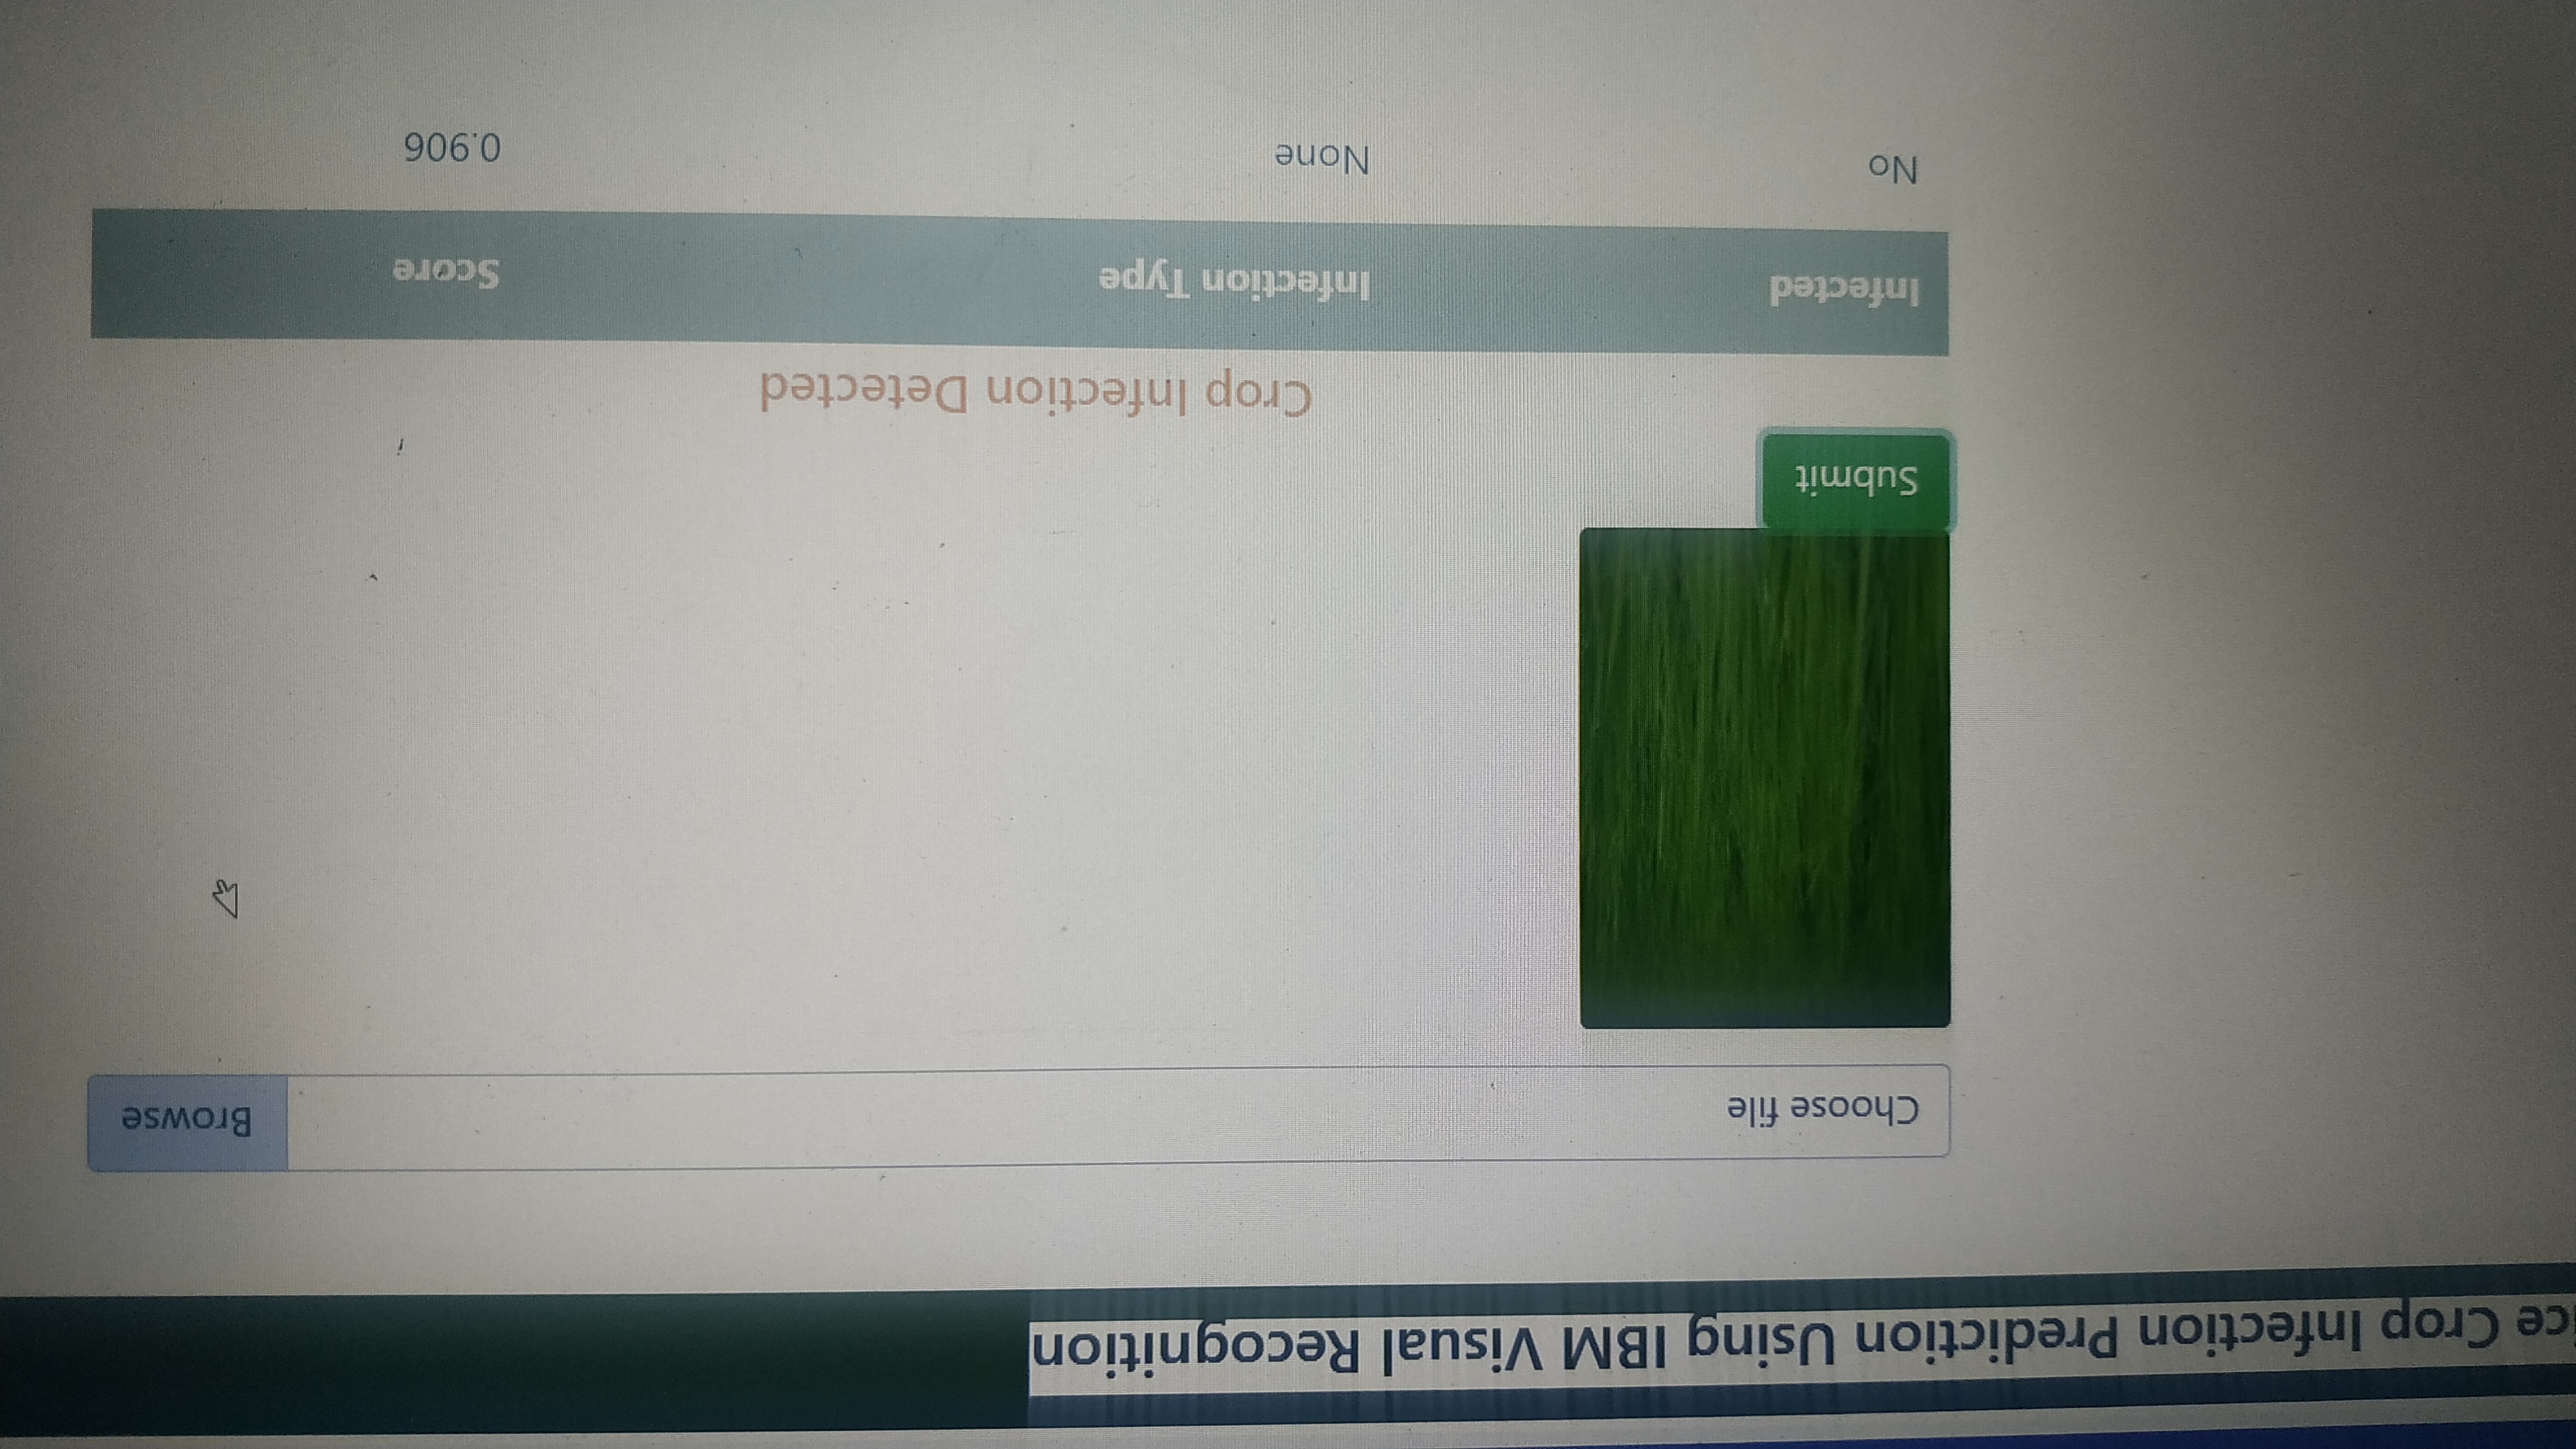 ice Crop Infection Prediction Using IBM Visual Recognition
Choose file
Browse
Submit
Crop Infection Detected
Infected Infection Type Score
No None 0.906